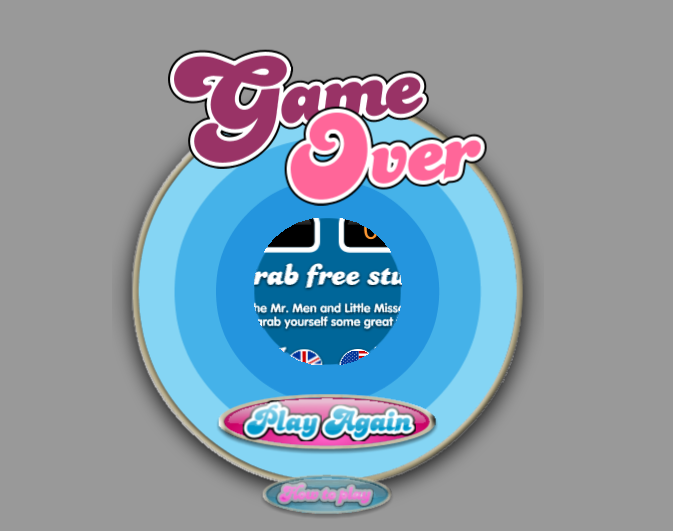 Game
Over
rab free stu
he Mr. Men and Little Miss
grab yourself some great
Play Again
How to play